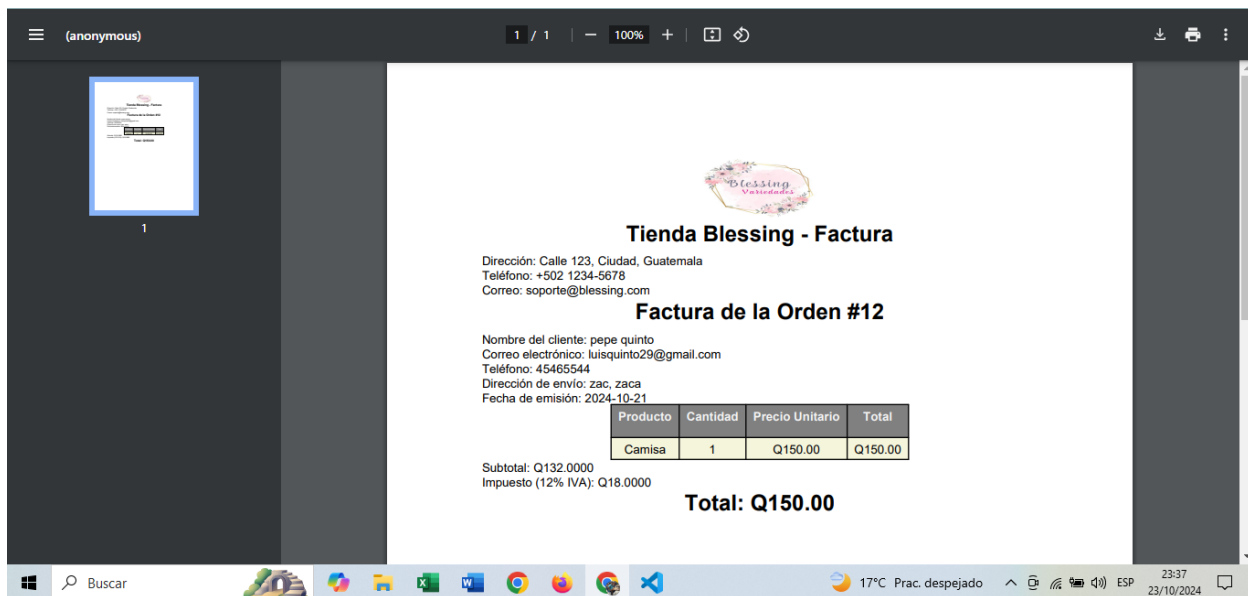 (anonymous)
1 / 1
100%
1
Blessing
Variedades
Tienda Blessing - Factura
Dirección: Calle 123, Ciudad, Guatemala
Teléfono: +502 1234-5678
Correo: soporte@blessing.com
Factura de la Orden #12
Nombre del cliente: pepe quinto
Correo electrónico: luisquinto29@gmail.com
Teléfono: 45465544
Dirección de envío: zac, zaca
Fecha de emisión: 2024-10-21
Producto Cantidad Precio Unitario Total
Camisa 1 Q150.00 Q150.00
Subtotal: Q132.0000
Impuesto (12% IVA): Q18.0000
Total: Q150.00
Buscar
17°C Prac. despejado
ESP
23:37
23/10/2024